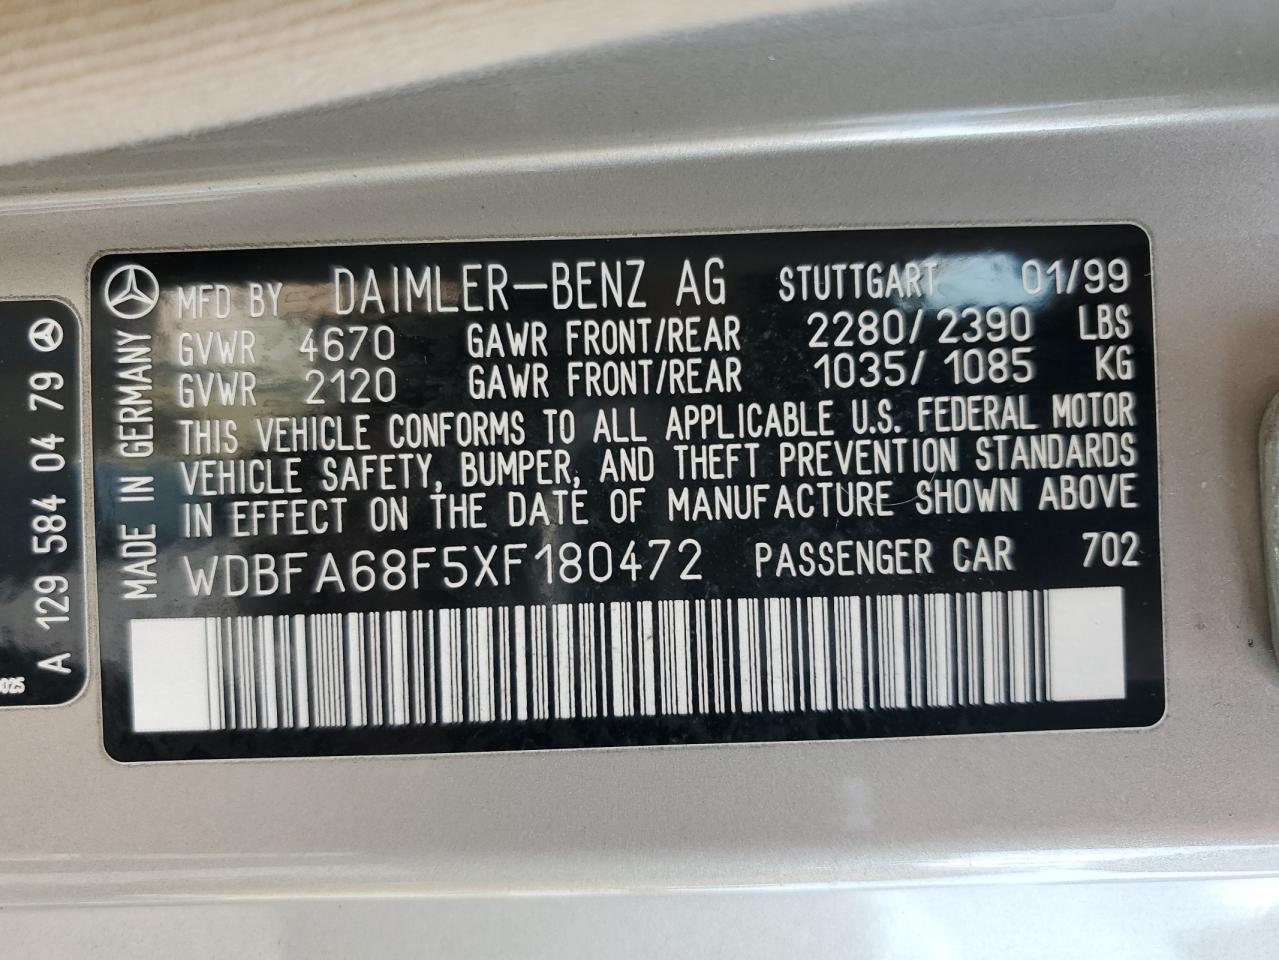 MFD BY DAIMLER-BENZ AG STUTTGART 01/99
GVWR 4670 GAWR FRONT/REAR 2280/2390 LBS
GVWR 2120 GAWR FRONT/REAR 1035/1085 KG
THIS VEHICLE CONFORMS TO ALL APPLICABLE U.S. FEDERAL MOTOR
VEHICLE SAFETY, BUMPER, AND THEFT PREVENTION STANDARDS
IN EFFECT ON THE DATE OF MANUFACTURE SHOWN ABOVE
WDBFA68F5XF180472 PASSENGER CAR 702
MADE IN GERMANY
A 129 584 04 79